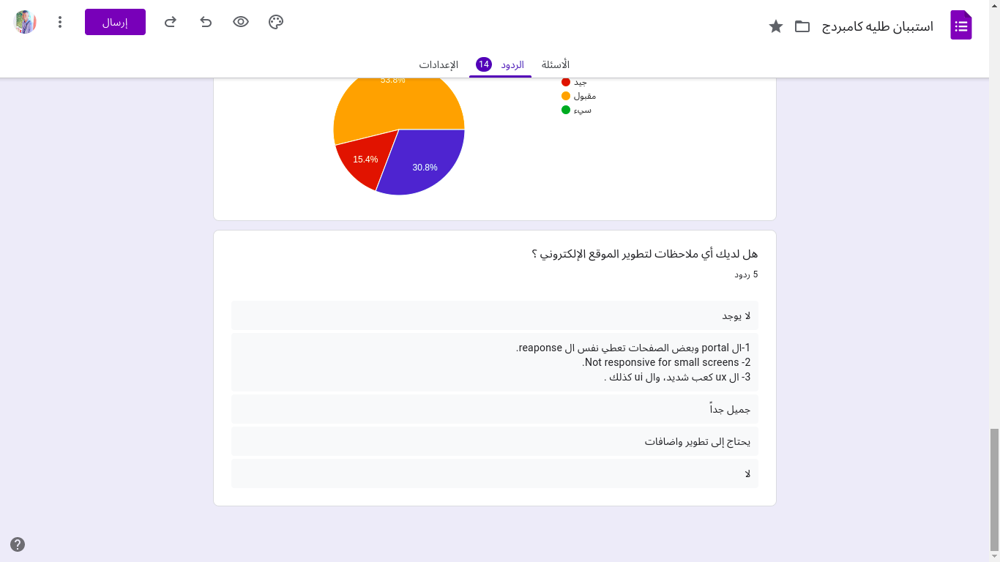 استببان طلبه كامبردج
إرسال
الأسئلة
الردود 14
الإعدادات
53.8%
15.4%
30.8%
جيد
مقبول
سيء
هل لديك أي ملاحظات لتطوير الموقع الإلكتروني ؟
5 ردود
لا يوجد
1-ال portal وبعض الصفحات تعطي نفس ال reaponse.
2- Not responsive for small screens.
3- ال ux كعب شديد، وال ui كذلك .
جميل جداً
يحتاج إلى تطوير واضافات
لا